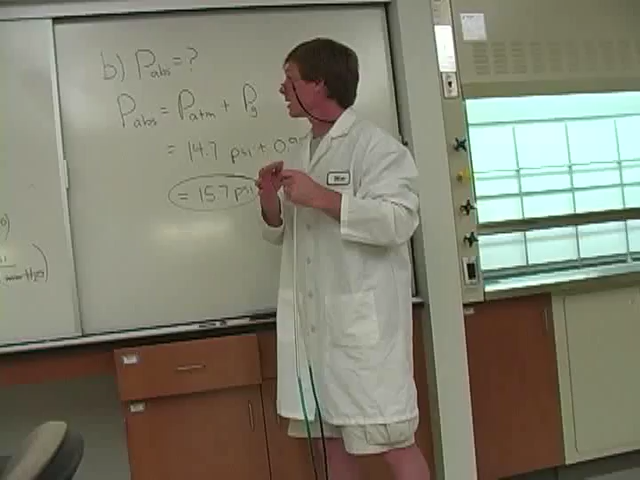 b) Pabs = ?
Pabs = Patm + Pg
= 14.7 psi + 0.9
= 15.7 psi